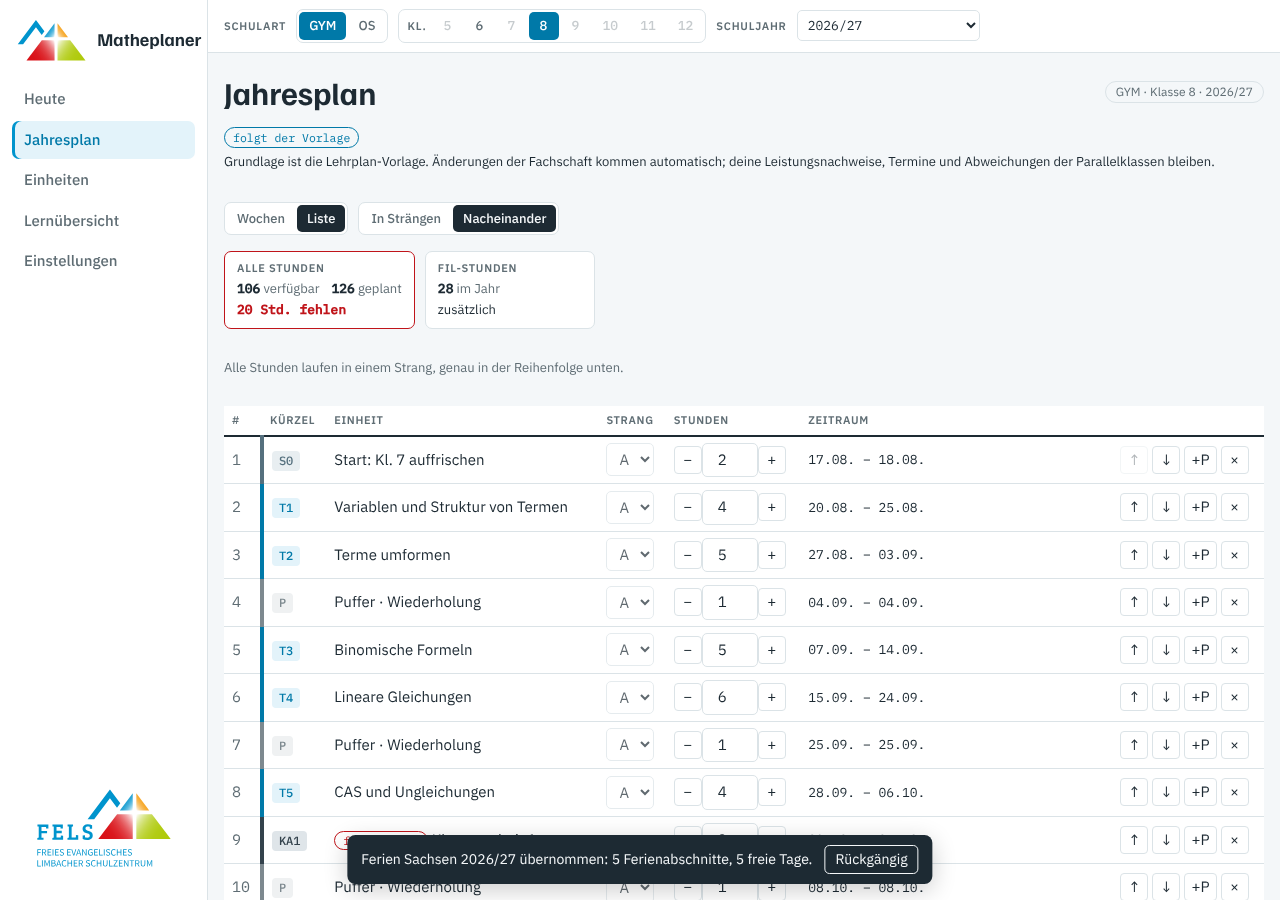 Matheplaner
SCHULART GYM OS KL. 5 6 7 8 9 10 11 12 SCHULJAHR 2026/27
Heute
Jahresplan
Einheiten
Lernübersicht
Einstellungen
FELS
FREIES EVANGELISCHES
LIMBACHER SCHULZENTRUM
Jahresplan
GYM · Klasse 8 · 2026/27
folgt der Vorlage
Grundlage ist die Lehrplan-Vorlage. Änderungen der Fachschaft kommen automatisch; deine Leistungsnachweise, Termine und Abweichungen der Parallelklassen bleiben.
Wochen Liste In Strängen Nacheinander
ALLE STUNDEN
106 verfügbar 126 geplant
20 Std. fehlen
FIL-STUNDEN
28 im Jahr
zusätzlich
Alle Stunden laufen in einem Strang, genau in der Reihenfolge unten.
# KÜRZEL EINHEIT STRANG STUNDEN ZEITRAUM
1 S0 Start: Kl. 7 auffrischen A − 2 + 17.08. – 18.08. ↑ ↓ +P ×
2 T1 Variablen und Struktur von Termen A − 4 + 20.08. – 25.08. ↑ ↓ +P ×
3 T2 Terme umformen A − 5 + 27.08. – 03.09. ↑ ↓ +P ×
4 P Puffer · Wiederholung A − 1 + 04.09. – 04.09. ↑ ↓ +P ×
5 T3 Binomische Formeln A − 5 + 07.09. – 14.09. ↑ ↓ +P ×
6 T4 Lineare Gleichungen A − 6 + 15.09. – 24.09. ↑ ↓ +P ×
7 P Puffer · Wiederholung A − 1 + 25.09. – 25.09. ↑ ↓ +P ×
8 T5 CAS und Ungleichungen A − 4 + 28.09. – 06.10. ↑ ↓ +P ×
9 KA1 ↑ ↓ +P ×
10 P Puffer · Wiederholung A − 1 + 08.10. – 08.10. ↑ ↓ +P ×
Ferien Sachsen 2026/27 übernommen: 5 Ferienabschnitte, 5 freie Tage. Rückgängig